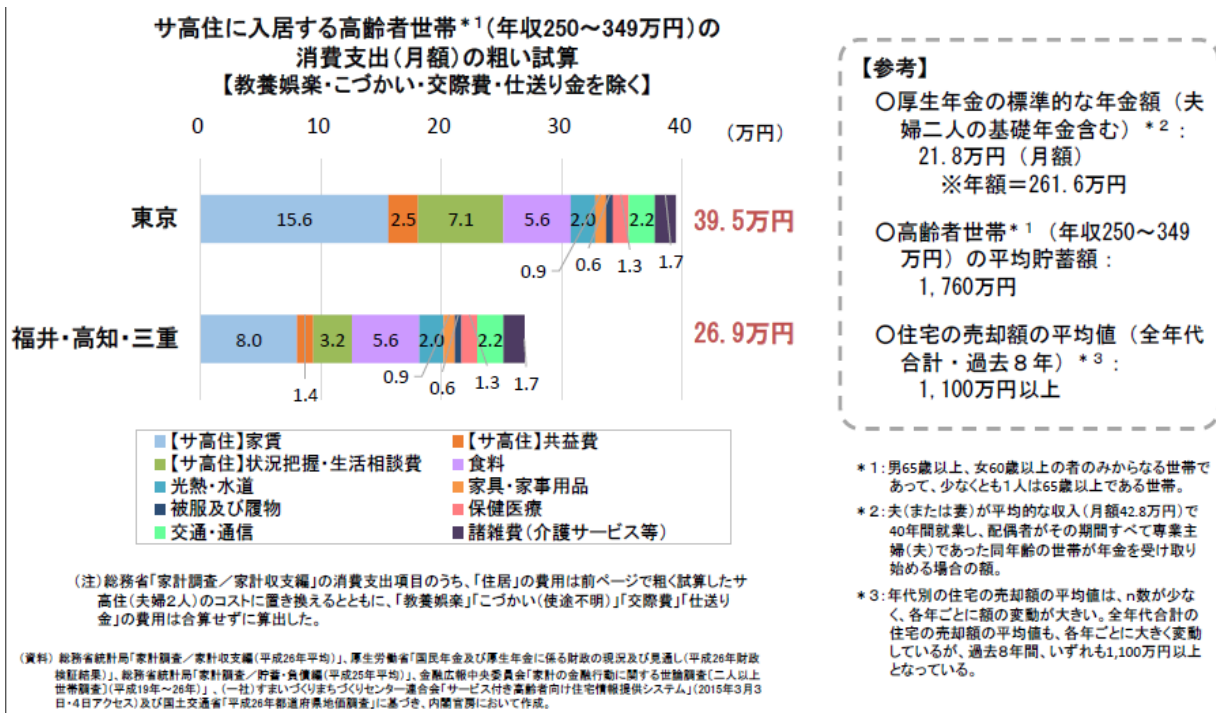 サ高住に入居する高齢者世帯*1(年収250~349万円)の
消費支出(月額)の粗い試算
【教養娯楽・こづかい・交際費・仕送り金を除く】
0 10 20 30 40 (万円)
東京 15.6 2.5 7.1 5.6 2.0 2.2 39.5万円
0.9 0.6 1.3 1.7
福井・高知・三重 8.0 3.2 5.6 2.0 2.2 26.9万円
1.4 0.9 0.6 1.3 1.7
【サ高住】家賃 【サ高住】共益費
【サ高住】状況把握・生活相談費 食料
光熱・水道 家具・家事用品
被服及び履物 保健医療
交通・通信 諸雑費(介護サービス等)
(注)総務省「家計調査/家計収支編」の消費支出項目のうち、「住居」の費用は前ページで粗く試算したサ
高住(夫婦2人)のコストに置き換えるとともに、「教養娯楽」「こづかい(使途不明)」「交際費」「仕送り
金」の費用は合算せずに算出した。
(資料) 総務省統計局「家計調査/家計収支編(平成26年平均)」、厚生労働省「国民年金及び厚生年金に係る財政の現況及び見通し(平成26年財政
検証結果)」、総務省統計局「家計調査/貯蓄・負債編(平成25年平均)」、金融広報中央委員会「家計の金融行動に関する世論調査[二人以上
世帯調査](平成19年~26年)」、(一社)すまいづくりまちづくりセンター連合会「サービス付き高齢者向け住宅情報提供システム」(2015年3月3
日・4日アクセス)及び国土交通省「平成26年都道府県地価調査」に基づき、内閣官房において作成。
【参考】
○厚生年金の標準的な年金額(夫
婦二人の基礎年金含む)*2:
21.8万円(月額)
※年額=261.6万円
○高齢者世帯*1(年収250~349
万円)の平均貯蓄額:
1,760万円
○住宅の売却額の平均値(全年代
合計・過去8年)*3:
1,100万円以上
*1:男65歳以上、女60歳以上の者のみからなる世帯で
あって、少なくとも1人は65歳以上である世帯。
*2:夫(または妻)が平均的な収入(月額42.8万円)で
40年間就業し、配偶者がその期間すべて専業主
婦(夫)であった同年齢の世帯が年金を受け取り
始める場合の額。
*3:年代別の住宅の売却額の平均値は、n数が少な
く、各年ごとに額の変動が大きい。全年代合計の
住宅の売却額の平均値も、各年ごとに大きく変動
しているが、過去8年間、いずれも1,100万円以上
となっている。